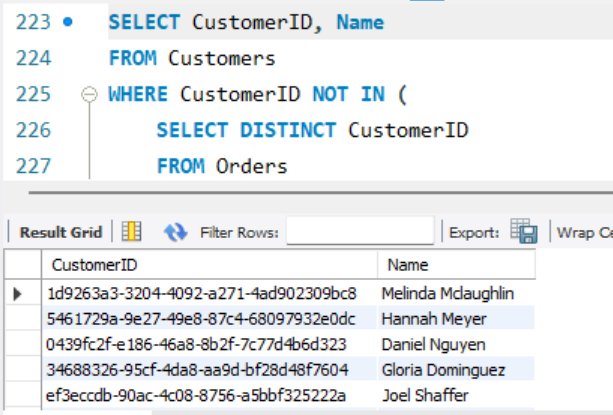 223 SELECT CustomerID, Name
224 FROM Customers
225 WHERE CustomerID NOT IN (
226 SELECT DISTINCT CustomerID
227 FROM Orders
Result Grid Filter Rows: Export: Wrap Ce
CustomerID Name
1d9263a3-3204-4092-a271-4ad902309bc8 Melinda Mclaughlin
5461729a-9e27-49e8-87c4-68097932e0dc Hannah Meyer
0439fc2f-e186-46a8-8b2f-7c77d4b6d323 Daniel Nguyen
34688326-95cf-4da8-aa9d-bf28d48f7604 Gloria Dominguez
ef3eccdb-90ac-4c08-8756-a5bbf325222a Joel Shaffer